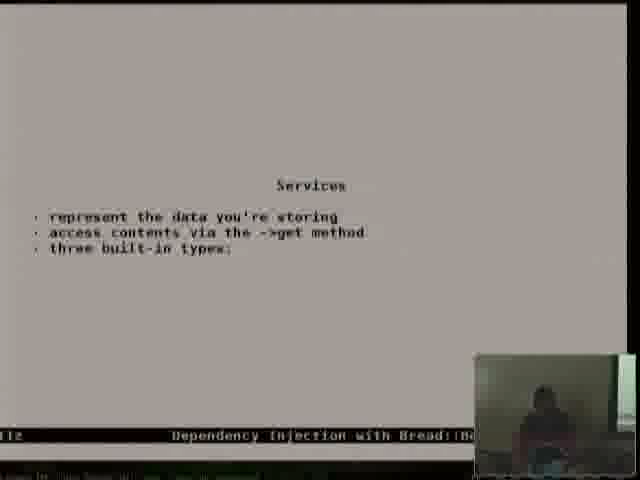 Services
· represent the data you're storing
· access contents via the ->get method
· three built-in types:
Dependency Injection with Bread::Bo